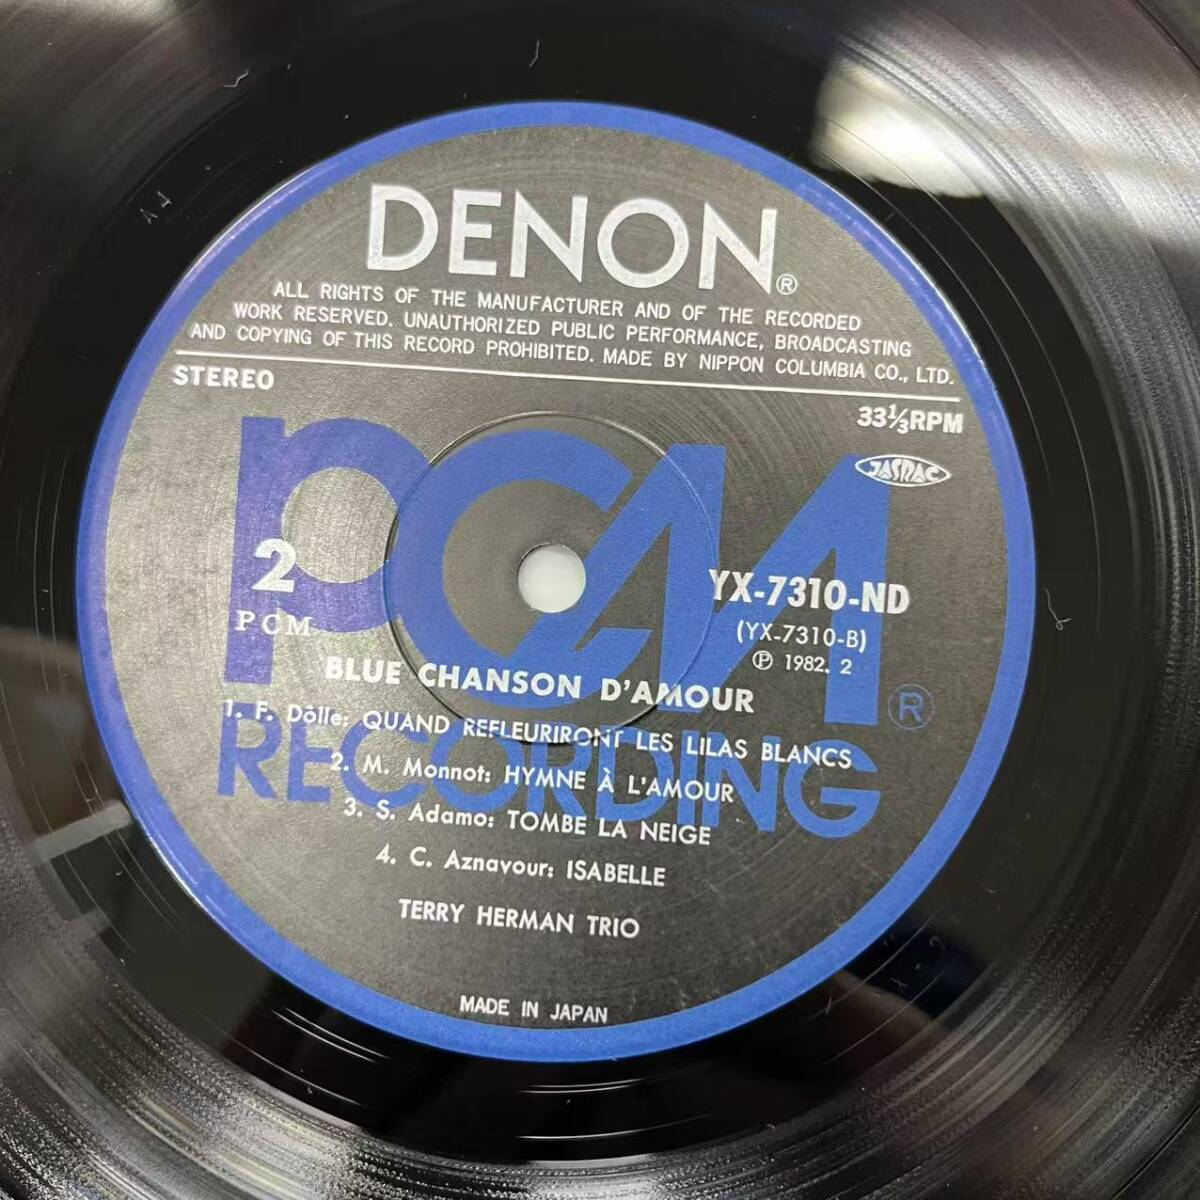 DENON®
ALL RIGHTS OF THE MANUFACTURER AND OF THE RECORDED
WORK RESERVED. UNAUTHORIZED PUBLIC PERFORMANCE, BROADCASTING
AND COPYING OF THIS RECORD PROHIBITED. MADE BY NIPPON COLUMBIA CO., LTD.
STEREO
33⅓RPM
JASRAC
PCM
RECORDING®
2
PCM
YX-7310-ND
(YX-7310-B)
℗ 1982. 2
BLUE CHANSON D'AMOUR
1. F. Dölle: QUAND REFLEURIRONT LES LILAS BLANCS
2. M. Monnot: HYMNE À L'AMOUR
3. S. Adamo: TOMBE LA NEIGE
4. C. Aznavour: ISABELLE
TERRY HERMAN TRIO
MADE IN JAPAN